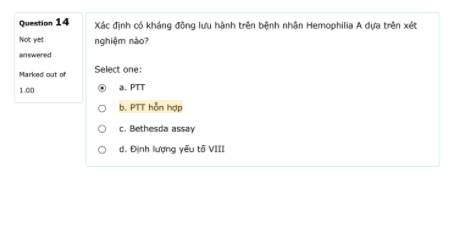 Question 14
Not yet
answered
Marked out of
1.00
Xác định có kháng đông lưu hành trên bệnh nhân Hemophilia A dựa trên xét
nghiệm nào?
Select one:
a. PTT
b. PTT hỗn hợp
c. Bethesda assay
d. Định lượng yếu tố VIII